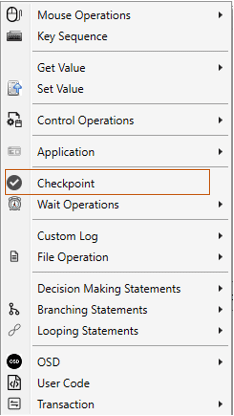 Mouse Operations
Key Sequence
Get Value
Set Value
Control Operations
Application
Checkpoint
Wait Operations
Custom Log
File Operation
Decision Making Statements
Branching Statements
Looping Statements
OSD OSD
User Code
Transaction